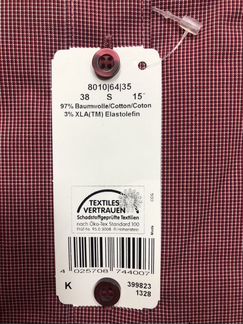 8010|64|35
38 S 15"
97% Baumwolle/Cotton/Coton
3% XLA(TM) Elastolefin
TEXTILES
VERTRAUEN
Schadstoffgeprüfte Textilien
nach Öko-Tex Standard 100
4 025708 744007
K 399823
1328